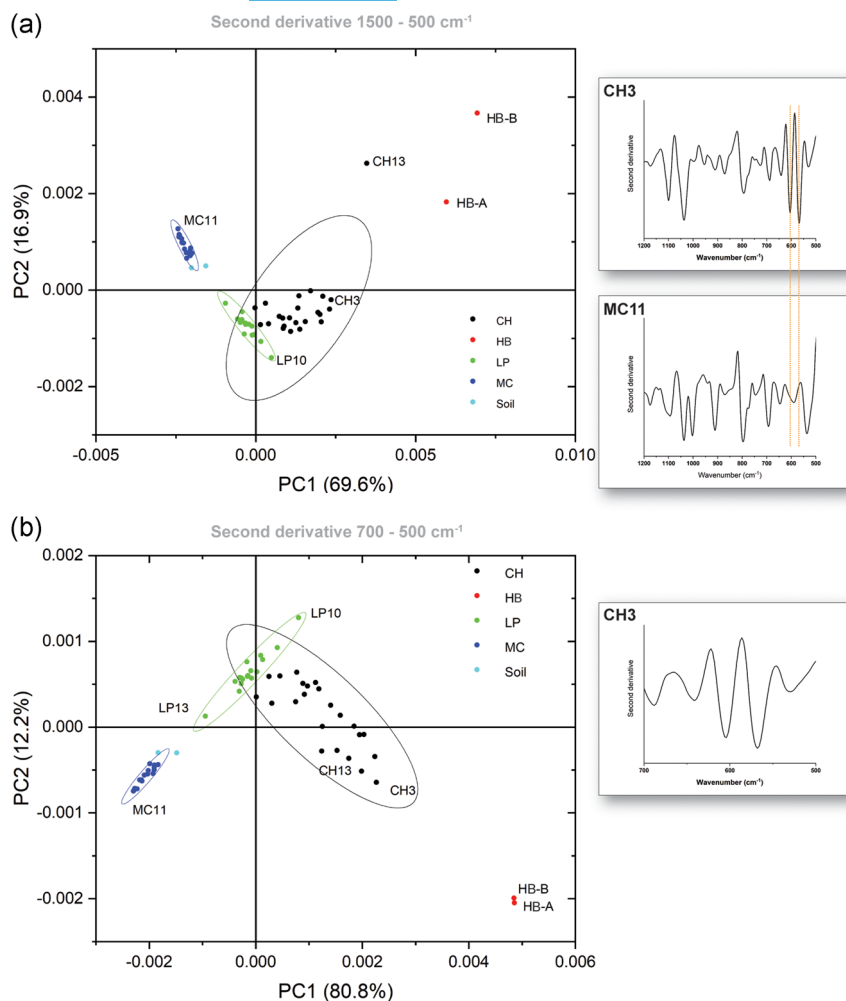 (a)
Second derivative 1500 - 500 cm⁻¹
PC2 (16.9%)
0.004
0.002
0.000
-0.002
-0.005
0.000
0.005
0.010
PC1 (69.6%)
HB-B
CH13
HB-A
MC11
CH3
LP10
CH
HB
LP
MC
Soil
CH3
Second derivative
1200 1100 1000 900 800 700 600 500
Wavenumber (cm⁻¹)
MC11
Second derivative
1200 1100 1000 900 800 700 600 500
Wavenumber (cm⁻¹)
(b)
Second derivative 700 - 500 cm⁻¹
PC2 (12.2%)
0.002
0.001
0.000
-0.001
-0.002
-0.002
0.000
0.002
0.004
0.006
PC1 (80.8%)
LP10
LP13
CH13
CH3
MC11
HB-B
HB-A
CH
HB
LP
MC
Soil
CH3
Second derivative
700 600 500
Wavenumber (cm⁻¹)